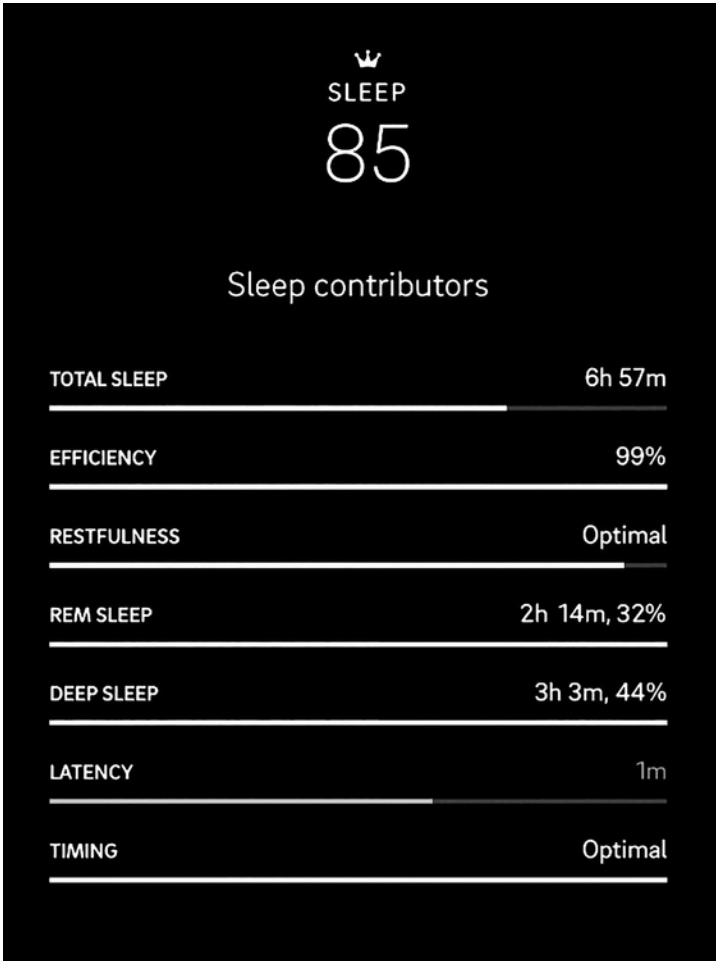 SLEEP
85
Sleep contributors
TOTAL SLEEP 6h 57m
EFFICIENCY 99%
RESTFULNESS Optimal
REM SLEEP 2h 14m, 32%
DEEP SLEEP 3h 3m, 44%
LATENCY 1m
TIMING Optimal